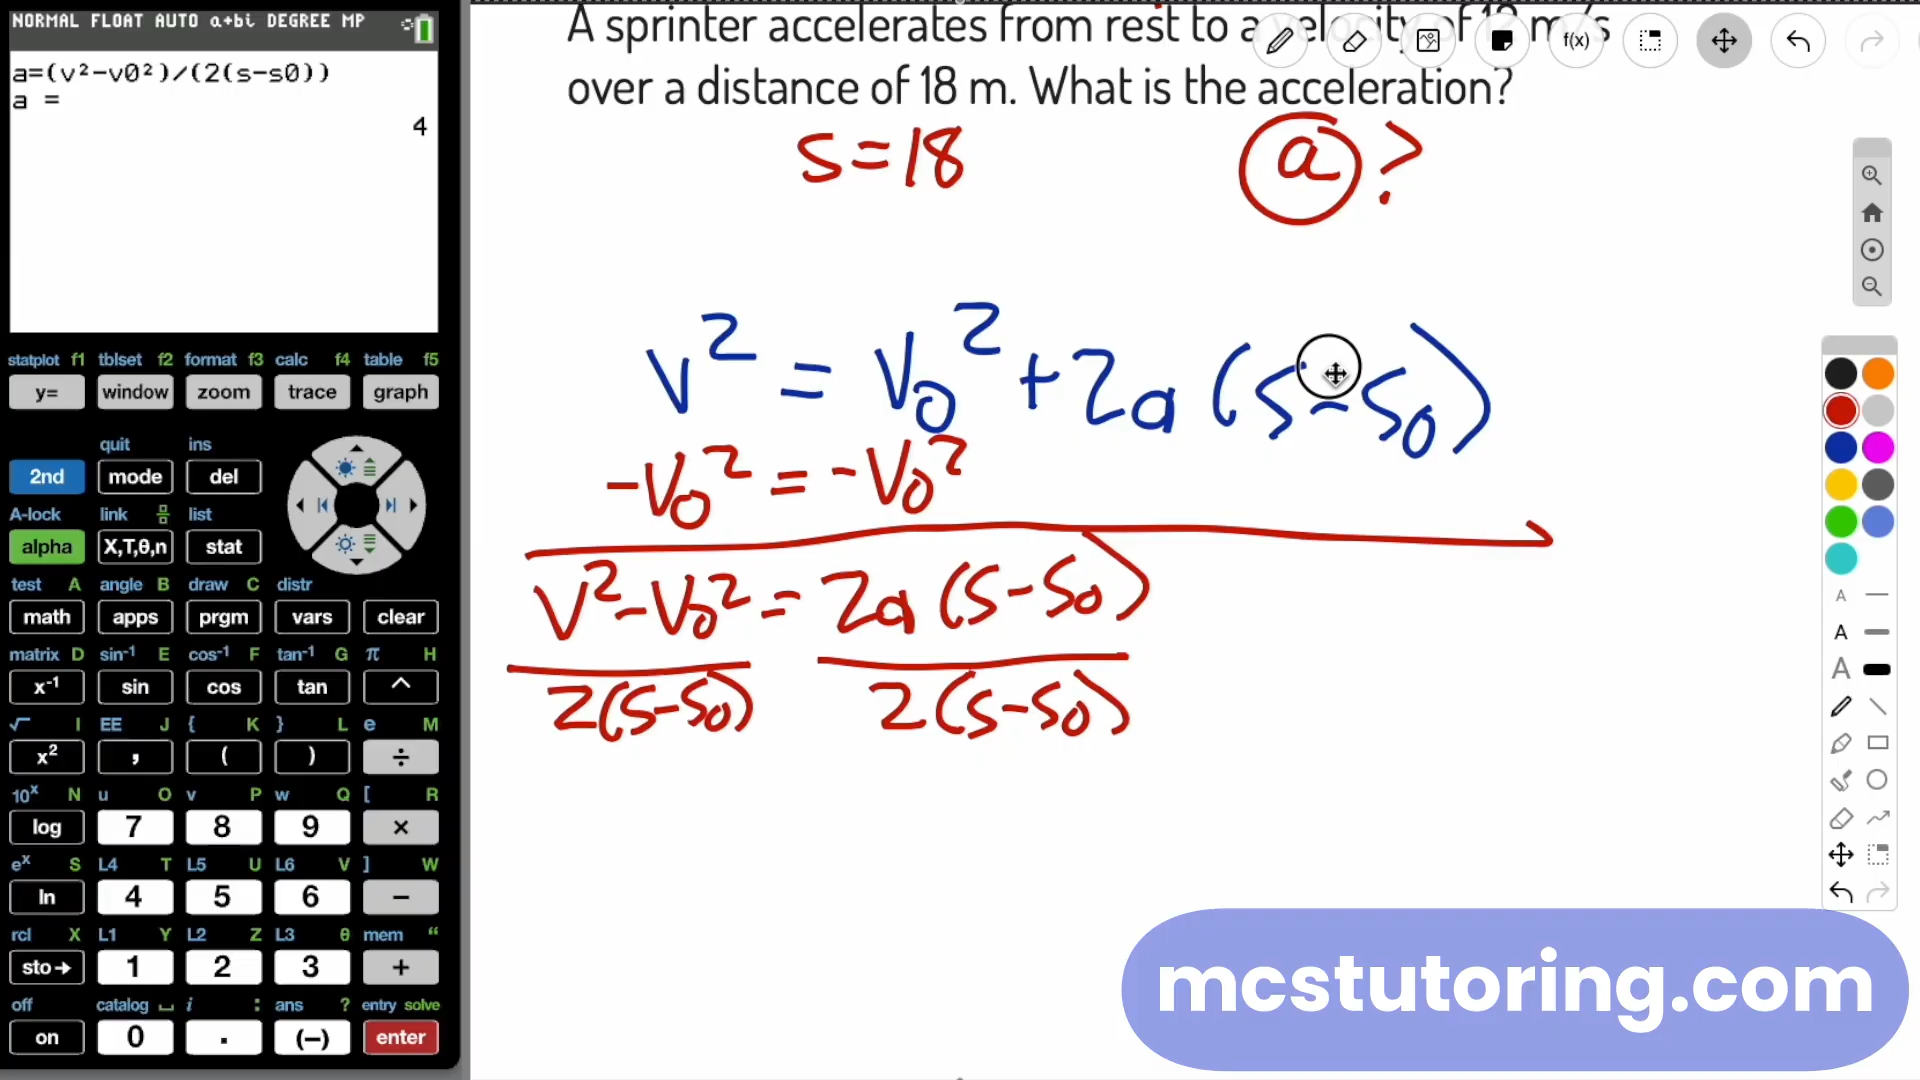 NORMAL FLOAT AUTO a+bi DEGREE MP
a=(v²-v0²)/(2(s-s0))
a =
4
A sprinter accelerates from rest to a velocity of 12 m/s
over a distance of 18 m. What is the acceleration?
s=18
a ?
v² = v₀² + 2a (s-s₀)
-v₀² = -v₀²
v²-v₀² = 2a(s-s₀)
2(s-s₀) 2(s-s₀)
f(x)
A
A
A
statplot f1 tblset f2 format f3 calc f4 table f5
y= window zoom trace graph
quit ins
2nd mode del
A-lock link list
alpha X,T,θ,n stat
test A angle B draw C distr
math apps prgm vars clear
matrix D sin⁻¹ E cos⁻¹ F tan⁻¹ G π H
x⁻¹ sin cos tan ^
√ I EE J { K } L e M
x² , ( ) ÷
10ˣ N u O v P w Q [ R
log 7 8 9 ×
eˣ S L4 T L5 U L6 V ] W
ln 4 5 6 −
rcl X L1 Y L2 Z L3 θ mem “
sto→ 1 2 3 +
off catalog ⎵ i : ans ? entry solve
on 0 . (−) enter
mcstutoring.com